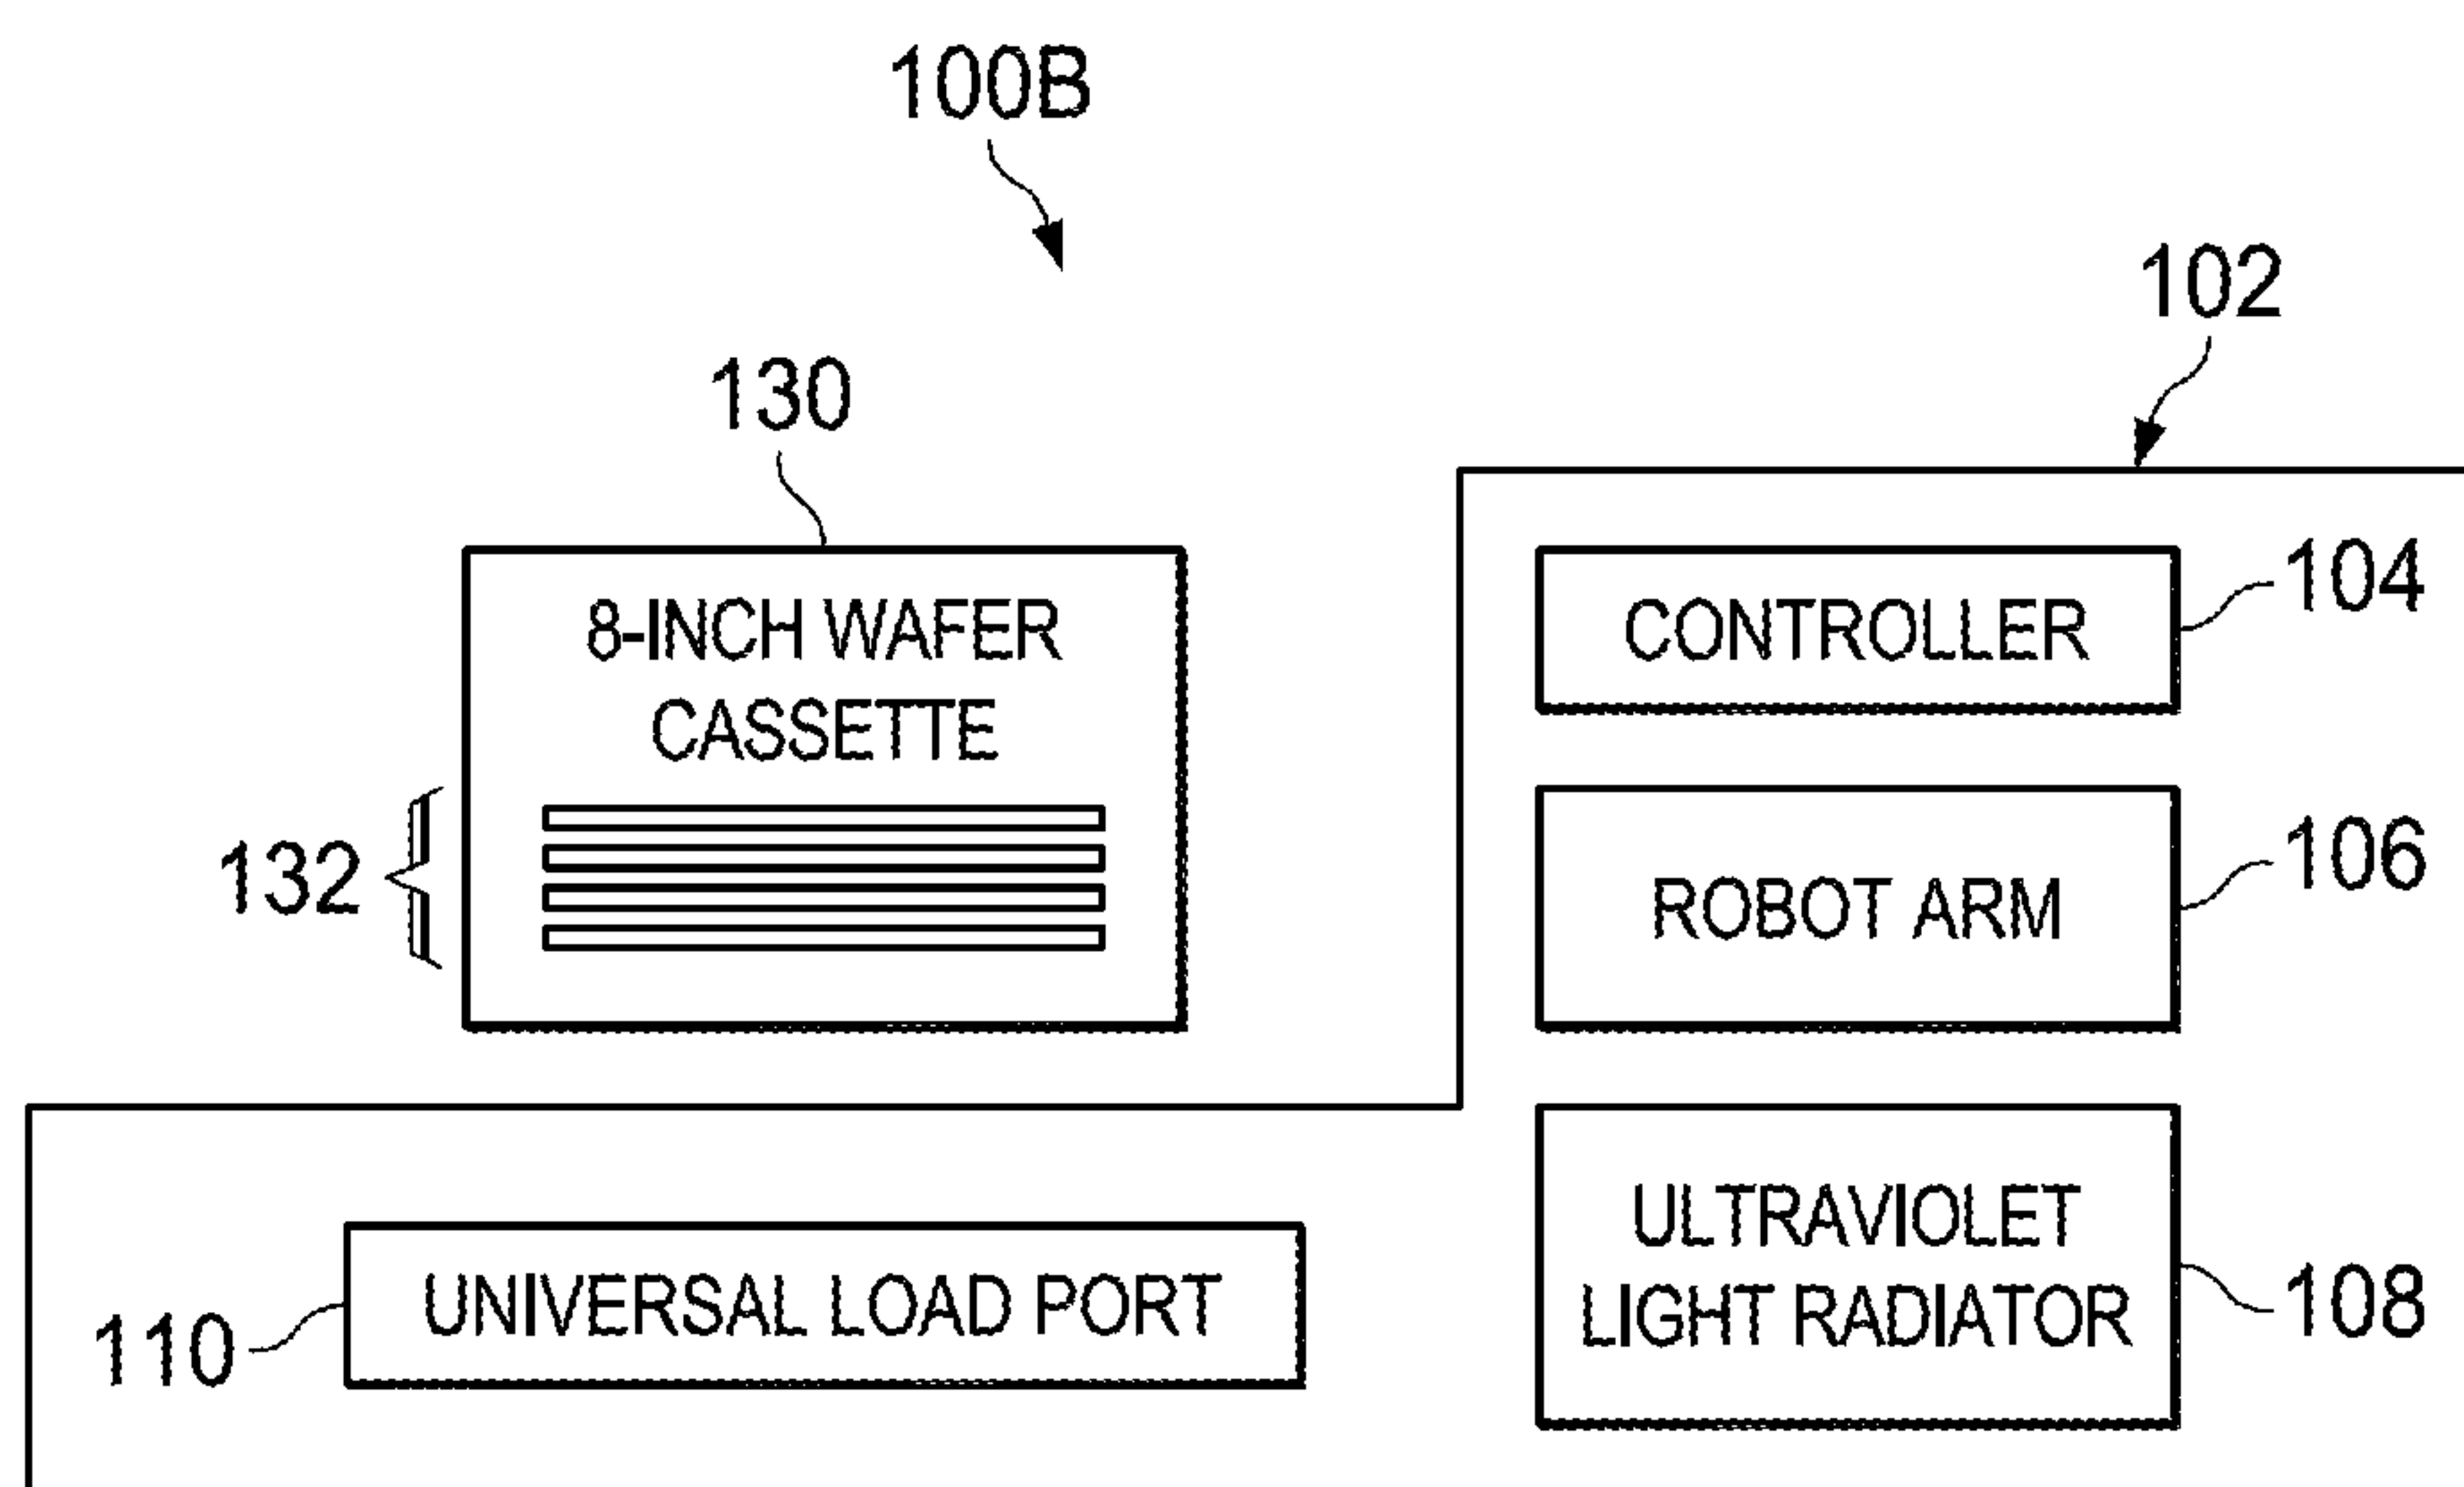 100B
102
130
8-INCH WAFER
CASSETTE
132
CONTROLLER
104
ROBOT ARM
106
ULTRAVIOLET
LIGHT RADIATOR
108
UNIVERSAL LOAD PORT
110